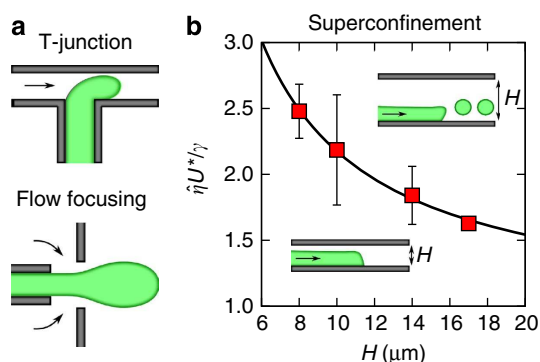 a
T-junction
Flow focusing
b
Superconfinement
3.0
2.5
2.0
1.5
1.0
η̂U*/γ
H
H
6 8 10 12 14 16 18 20
H (μm)